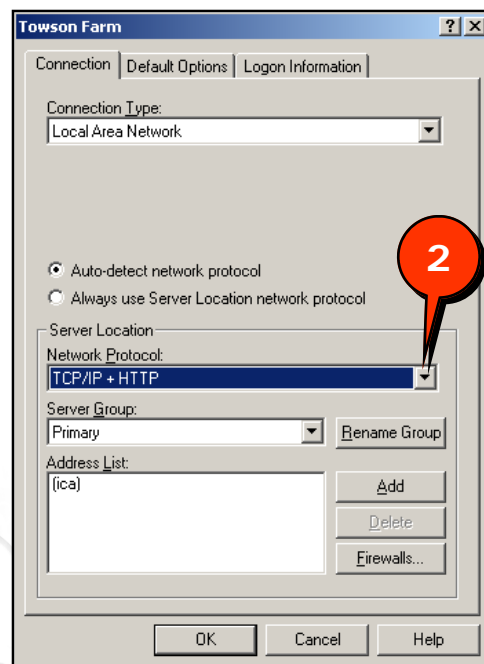 Towson Farm
Connection
Default Options
Logon Information
Connection Type:
Local Area Network
Auto-detect network protocol
Always use Server Location network protocol
2
Server Location
Network Protocol:
TCP/IP + HTTP
Server Group:
Primary
Rename Group
Address List:
(ica)
Add
Delete
Firewalls...
OK
Cancel
Help